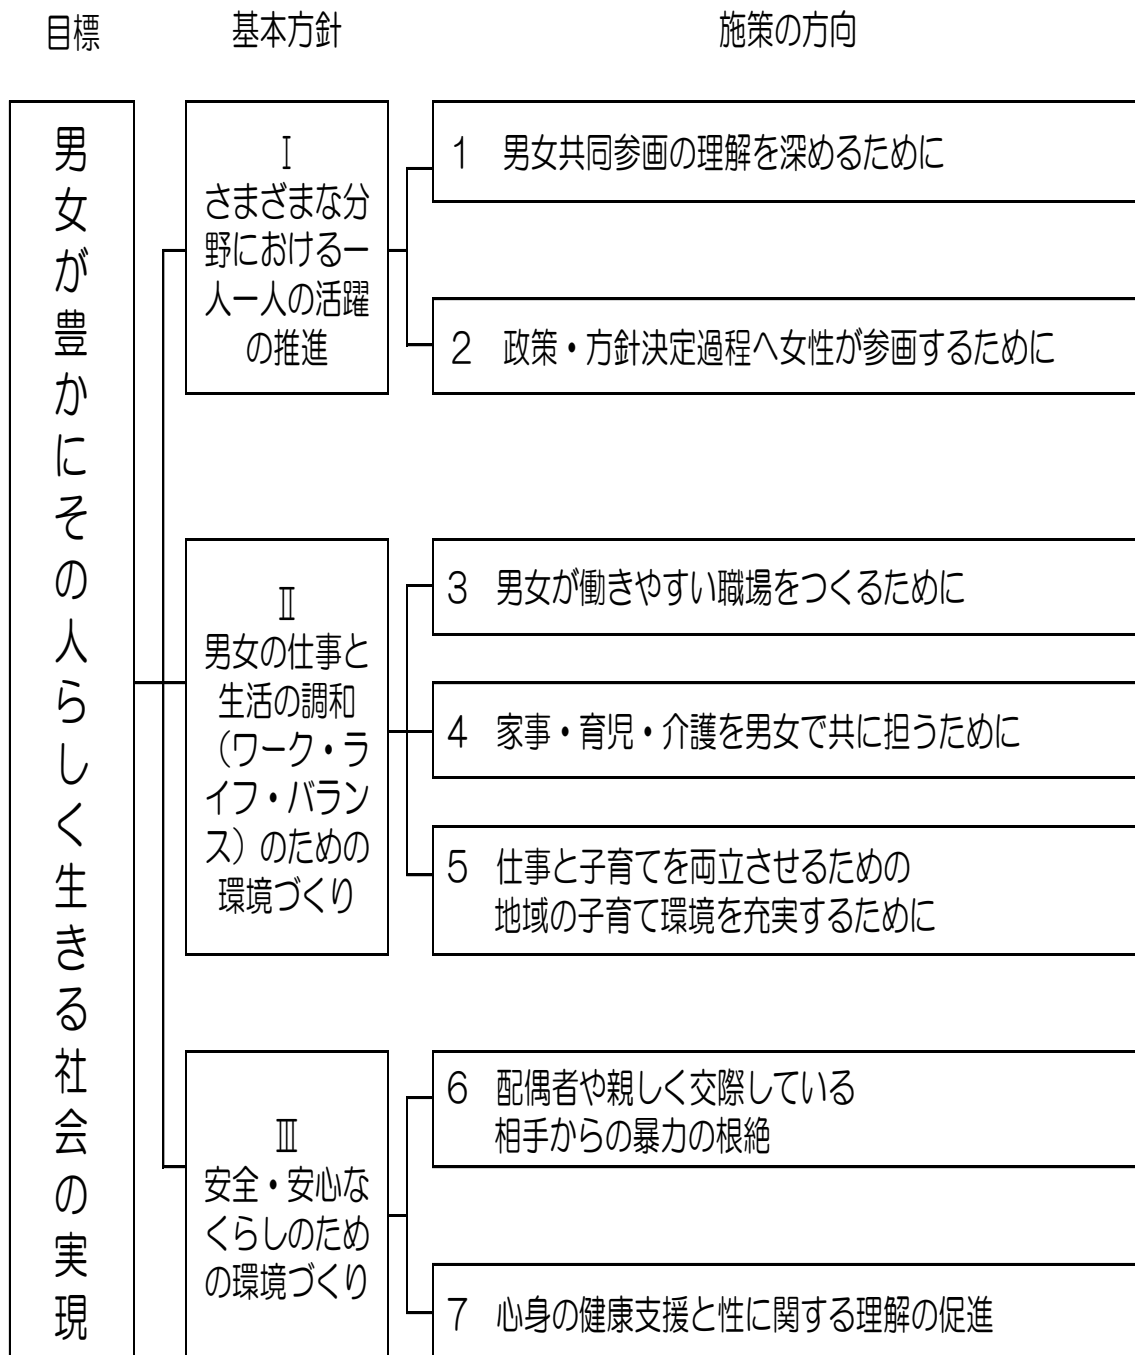 目標
基本方針
施策の方向
男女が豊かにその人らしく生きる社会の実現
Ⅰ
さまざまな分
野における一
人一人の活躍
の推進
1 男女共同参画の理解を深めるために
2 政策・方針決定過程へ女性が参画するために
Ⅱ
男女の仕事と
生活の調和
（ワーク・ラ
イフ・バラン
ス）のための
環境づくり
3 男女が働きやすい職場をつくるために
4 家事・育児・介護を男女で共に担うために
5 仕事と子育てを両立させるための
地域の子育て環境を充実するために
Ⅲ
安全・安心な
くらしのため
の環境づくり
6 配偶者や親しく交際している
相手からの暴力の根絶
7 心身の健康支援と性に関する理解の促進